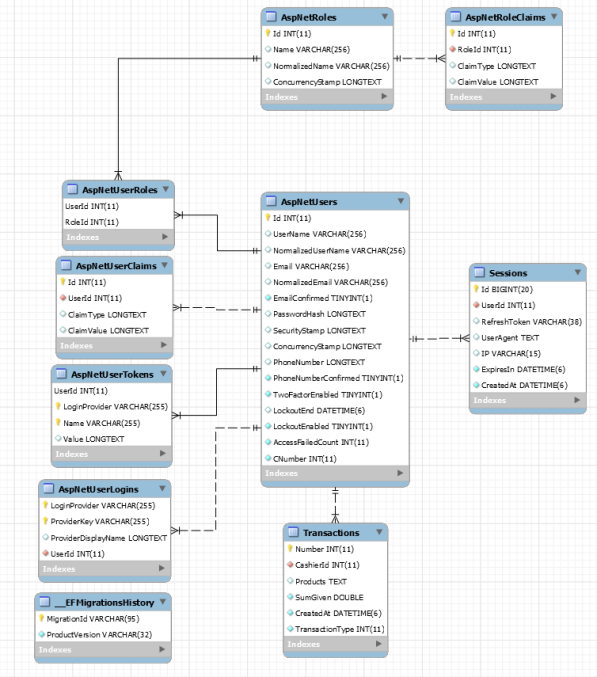 AspNetRoles
Id INT(11)
Name VARCHAR(256)
NormalizedName VARCHAR(256)
ConcurrencyStamp LONGTEXT
Indexes
AspNetRoleClaims
Id INT(11)
RoleId INT(11)
ClaimType LONGTEXT
ClaimValue LONGTEXT
Indexes
AspNetUserRoles
UserId INT(11)
RoleId INT(11)
Indexes
AspNetUsers
Id INT(11)
UserName VARCHAR(256)
NormalizedUserName VARCHAR(256)
Email VARCHAR(256)
NormalizedEmail VARCHAR(256)
EmailConfirmed TINYINT(1)
PasswordHash LONGTEXT
SecurityStamp LONGTEXT
ConcurrencyStamp LONGTEXT
PhoneNumber LONGTEXT
PhoneNumberConfirmed TINYINT(1)
TwoFactorEnabled TINYINT(1)
LockoutEnd DATETIME(6)
LockoutEnabled TINYINT(1)
AccessFailedCount INT(11)
CNumber INT(11)
Indexes
AspNetUserClaims
Id INT(11)
UserId INT(11)
ClaimType LONGTEXT
ClaimValue LONGTEXT
Indexes
Sessions
Id BIGINT(20)
UserId INT(11)
RefreshToken VARCHAR(38)
UserAgent TEXT
IP VARCHAR(15)
ExpiresIn DATETIME(6)
CreatedAt DATETIME(6)
Indexes
AspNetUserTokens
UserId INT(11)
LoginProvider VARCHAR(255)
Name VARCHAR(255)
Value LONGTEXT
Indexes
AspNetUserLogins
LoginProvider VARCHAR(255)
ProviderKey VARCHAR(255)
ProviderDisplayName LONGTEXT
UserId INT(11)
Indexes
Transactions
Number INT(11)
CashierId INT(11)
Products TEXT
SumGiven DOUBLE
CreatedAt DATETIME(6)
TransactionType INT(11)
Indexes
__EFMigrationsHistory
MigrationId VARCHAR(95)
ProductVersion VARCHAR(32)
Indexes